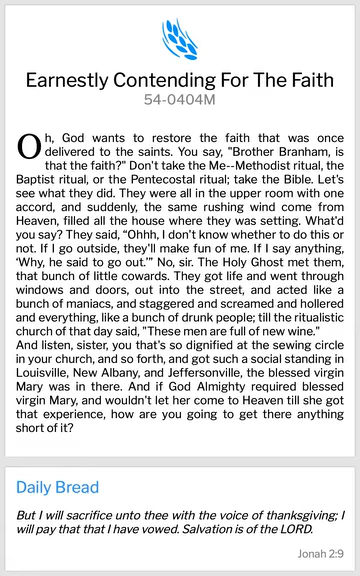 Earnestly Contending For The Faith
54-0404M
Oh, God wants to restore the faith that was once
delivered to the saints. You say, "Brother Branham, is
that the faith?" Don't take the Me--Methodist ritual, the
Baptist ritual, or the Pentecostal ritual; take the Bible. Let's
see what they did. They were all in the upper room with one
accord, and suddenly, the same rushing wind come from
Heaven, filled all the house where they was setting. What'd
you say? They said, “Ohhh, I don't know whether to do this or
not. If I go outside, they'll make fun of me. If I say anything,
‘Why, he said to go out.’” No, sir. The Holy Ghost met them,
that bunch of little cowards. They got life and went through
windows and doors, out into the street, and acted like a
bunch of maniacs, and staggered and screamed and hollered
and everything, like a bunch of drunk people; till the ritualistic
church of that day said, "These men are full of new wine."
And listen, sister, you that's so dignified at the sewing circle
in your church, and so forth, and got such a social standing in
Louisville, New Albany, and Jeffersonville, the blessed virgin
Mary was in there. And if God Almighty required blessed
virgin Mary, and wouldn't let her come to Heaven till she got
that experience, how are you going to get there anything
short of it?
Daily Bread
But I will sacrifice unto thee with the voice of thanksgiving; I
will pay that that I have vowed. Salvation is of the LORD.
Jonah 2:9